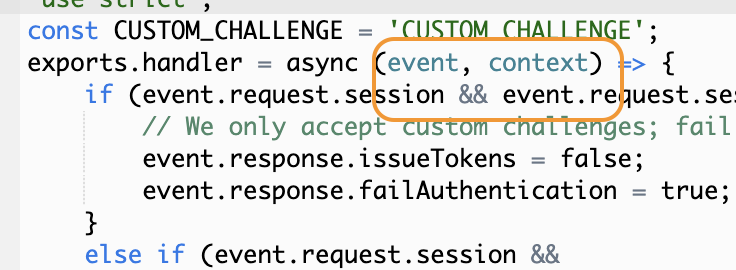 'use strict';
const CUSTOM_CHALLENGE = 'CUSTOM_CHALLENGE';
exports.handler = async (event, context) => {
if (event.request.session && event.request.ses
// We only accept custom challenges; fail
event.response.issueTokens = false;
event.response.failAuthentication = true;
}
else if (event.request.session &&